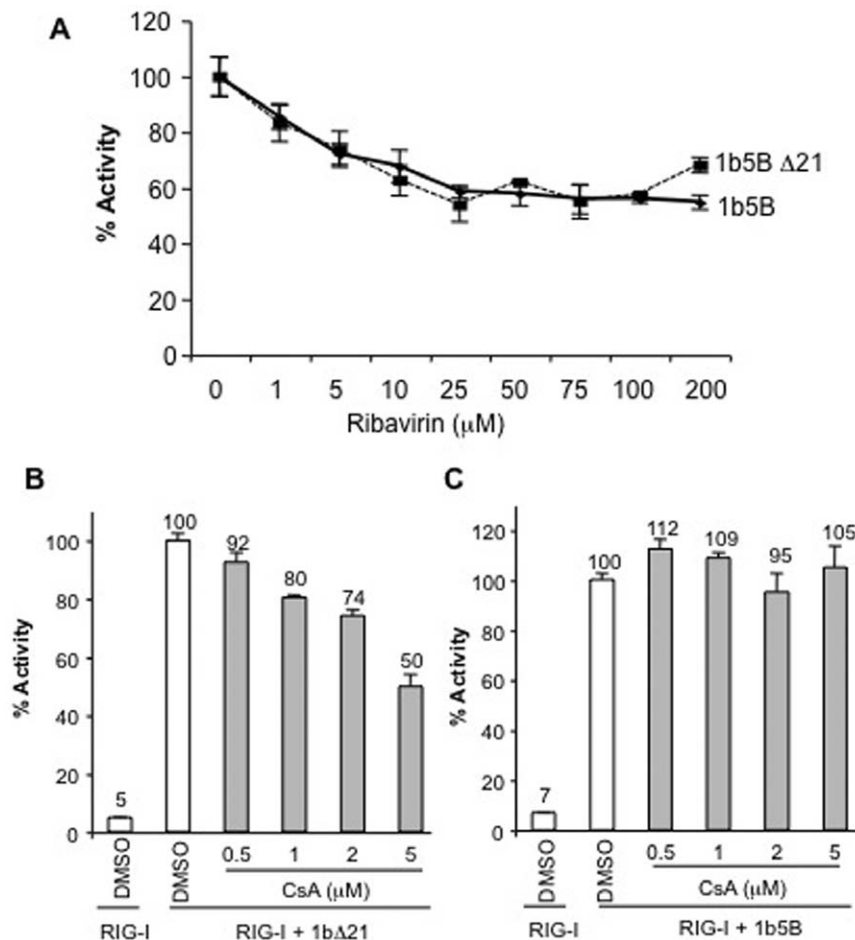 A
% Activity
120
100
80
60
40
20
0
1b5B Δ21
1b5B
0 1 5 10 25 50 75 100 200
Ribavirin (μM)
B
% Activity
100
80
60
40
20
0
5
100
92
80
74
50
DMSO
DMSO
0.5 1 2 5
CsA (μM)
RIG-I
RIG-I + 1bΔ21
C
% Activity
120
100
80
60
40
20
0
7
100
112
109
95
105
DMSO
DMSO
0.5 1 2 5
CsA (μM)
RIG-I
RIG-I + 1b5B